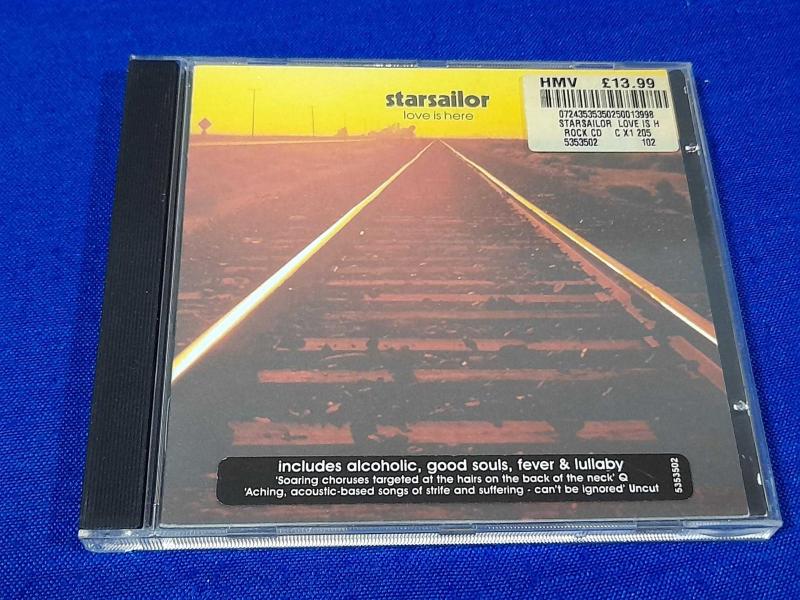 starsailor
love is here
HMV £13.99
07243535350250013998
STARSAILOR LOVE IS H
ROCK CD C X1 205
5353502 102
includes alcoholic, good souls, fever & lullaby
'Soaring choruses targeted at the hairs on the back of the neck' Q
'Aching, acoustic-based songs of strife and suffering - can't be ignored' Uncut
5353502